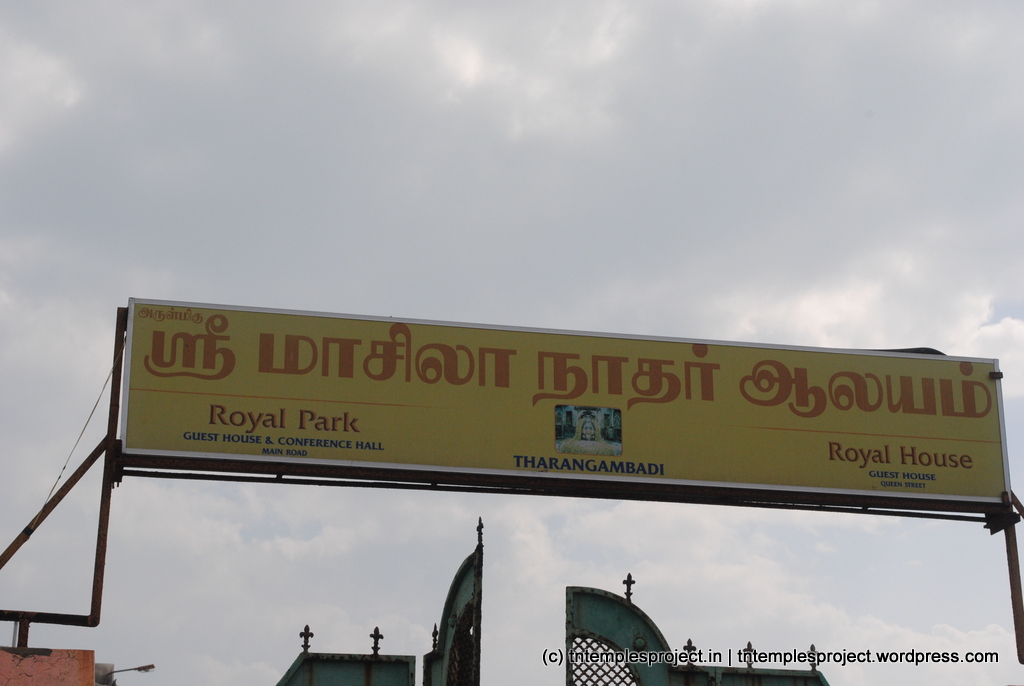 அருள்மிகு
ஸ்ரீ மாசிலா நாதர் ஆலயம்
Royal Park
GUEST HOUSE & CONFERENCE HALL
MAIN ROAD
THARANGAMBADI
Royal House
GUEST HOUSE
QUEEN STREET
(c) tntemplesproject.in | tntemplesproject.wordpress.com